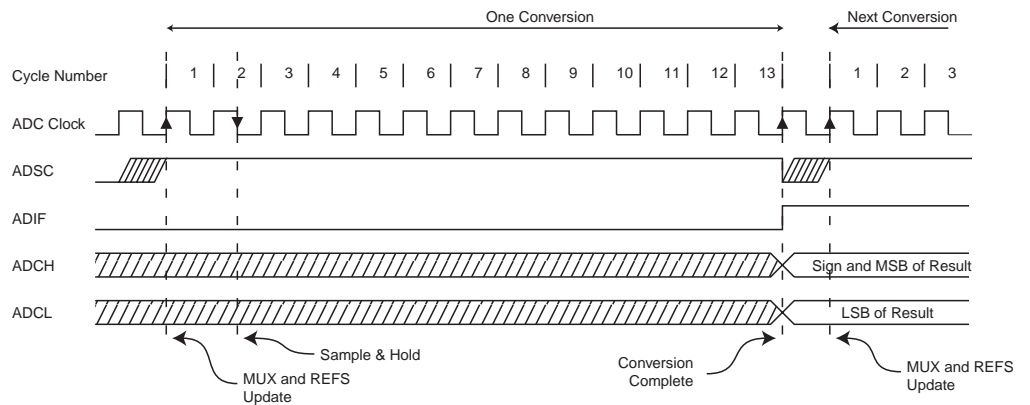 One Conversion
Next Conversion
Cycle Number
1 2 3 4 5 6 7 8 9 10 11 12 13 1 2 3
ADC Clock
ADSC
ADIF
ADCH
Sign and MSB of Result
ADCL
LSB of Result
Sample & Hold
MUX and REFS
Update
Conversion
Complete
MUX and REFS
Update